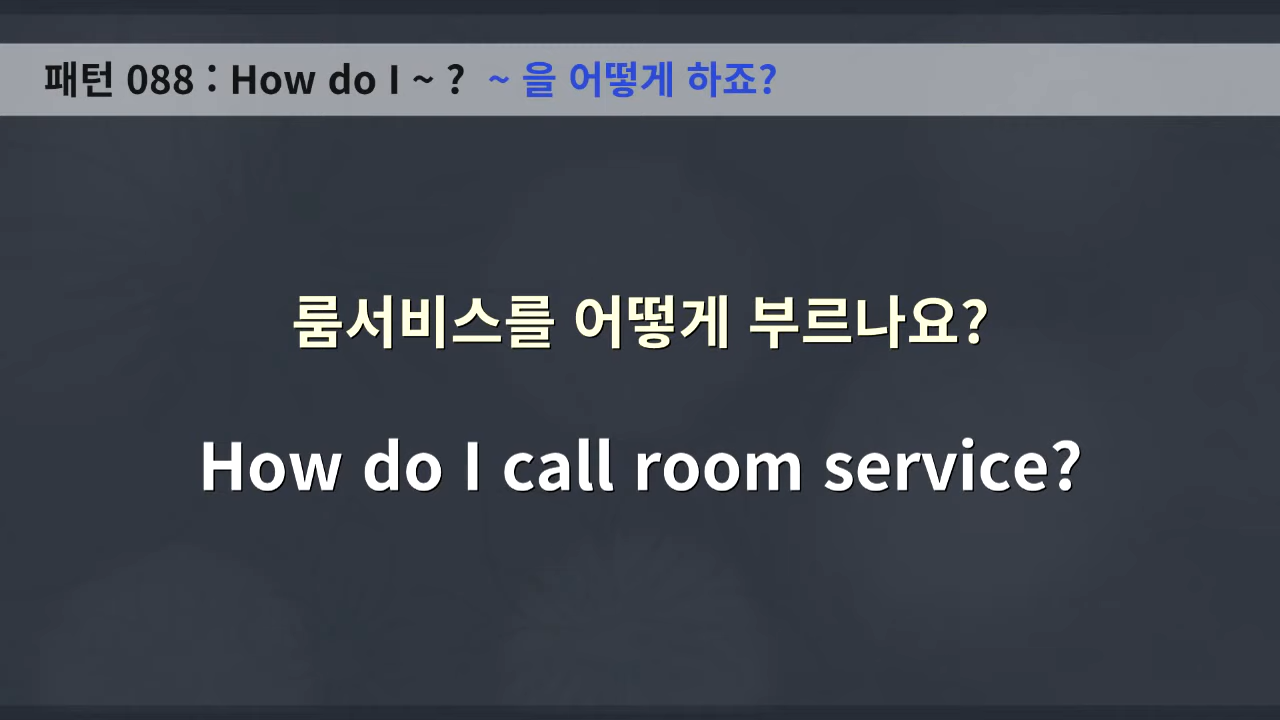 패턴 088 : How do I ~ ? ~ 을 어떻게 하죠?
룸서비스를 어떻게 부르나요?
How do I call room service?